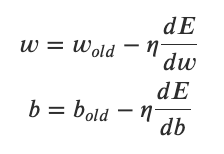 w = w_old − η dE/dw
b = b_old − η dE/db